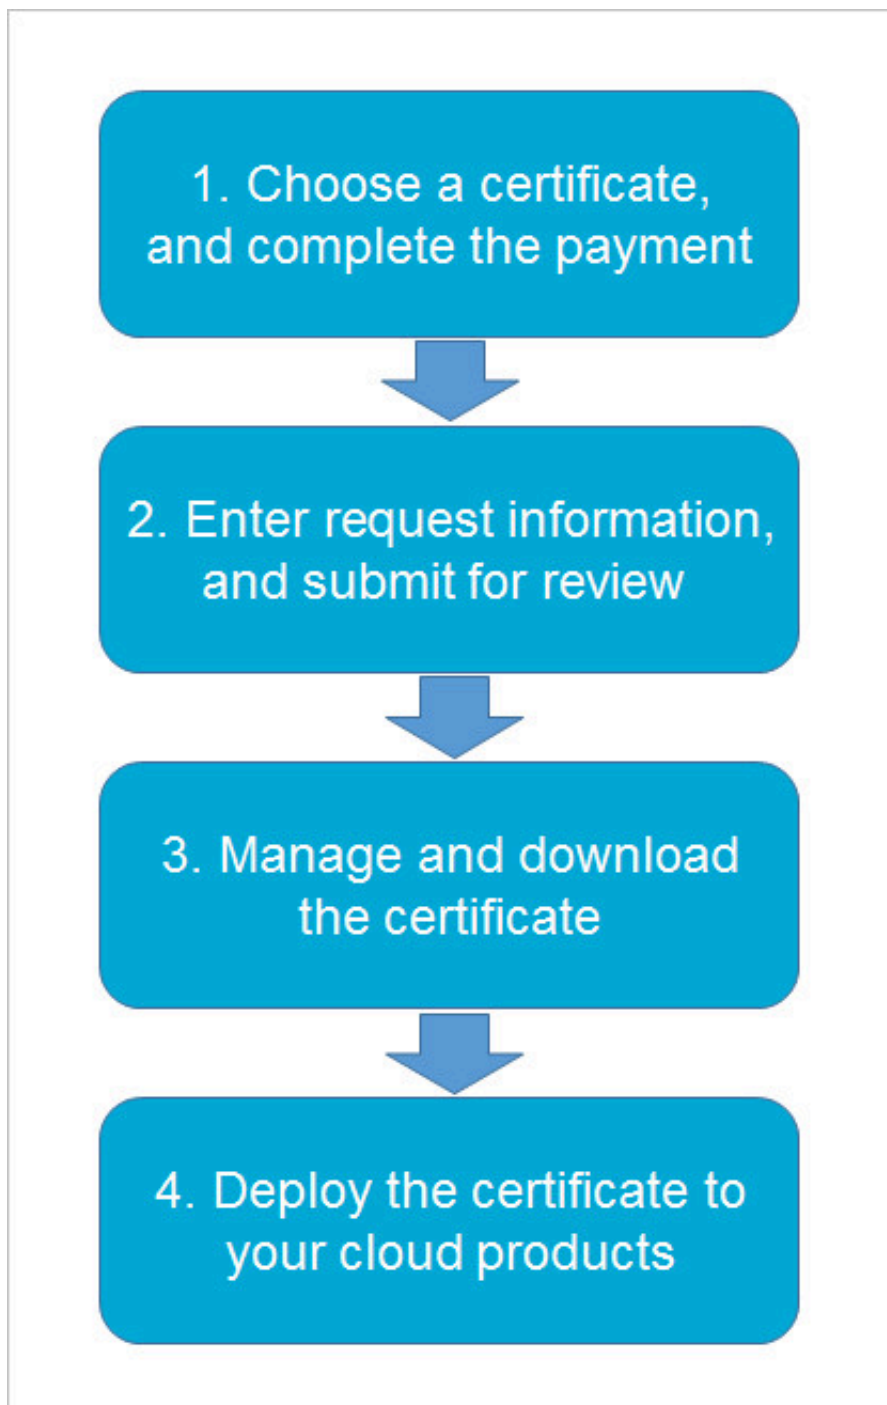 1. Choose a certificate,
and complete the payment
2. Enter request information,
and submit for review
3. Manage and download
the certificate
4. Deploy the certificate to
your cloud products